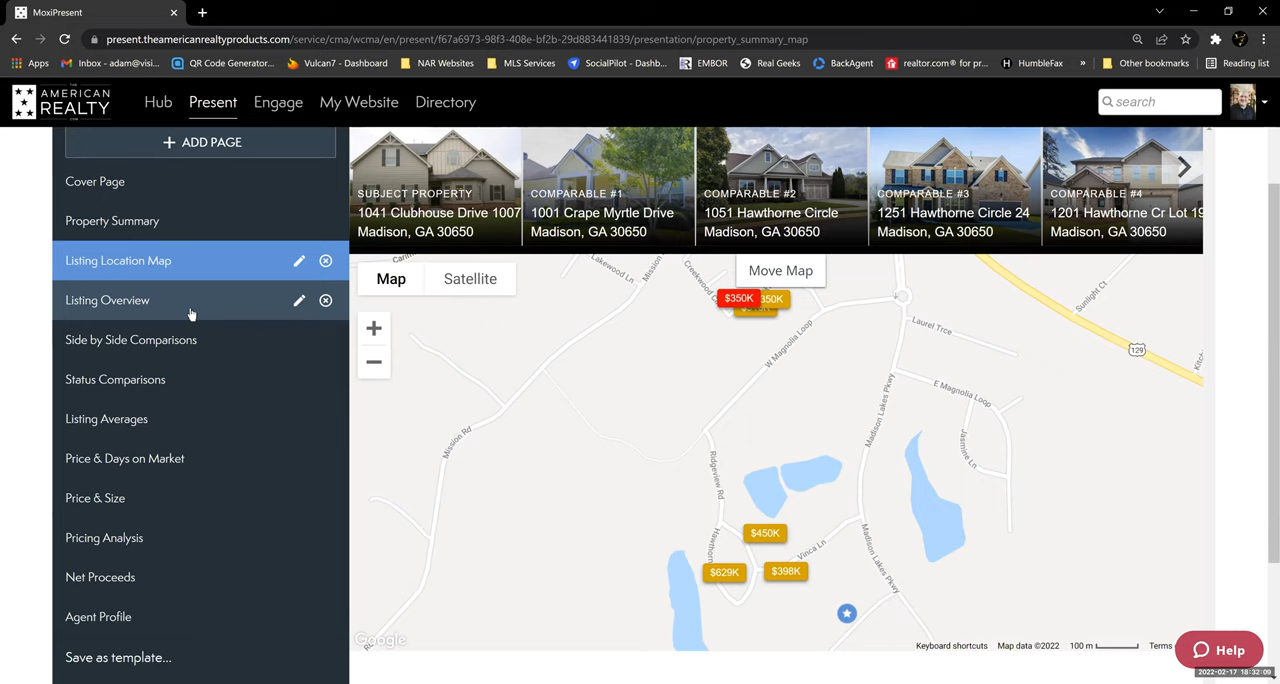 MoxiPresent
present.theamericanrealtyproducts.com/service/cma/wcma/en/present/f67a6973-98f3-408e-bf2b-29d883441839/presentation/property_summary_map
Apps
Inbox - adam@visi...
QR Code Generator...
Vulcan7 - Dashboard
NAR Websites
MLS Services
SocialPilot - Dashb...
EMBOR
Real Geeks
BackAgent
realtor.com® for pr...
HumbleFax
»
Other bookmarks
Reading list
THE
AMERICAN
REALTY
.COM
Hub
Present
Engage
My Website
Directory
search
+ ADD PAGE
Cover Page
Property Summary
Listing Location Map
Listing Overview
Side by Side Comparisons
Status Comparisons
Listing Averages
Price & Days on Market
Price & Size
Pricing Analysis
Net Proceeds
Agent Profile
Save as template...
SUBJECT PROPERTY
1041 Clubhouse Drive 1007
Madison, GA 30650
COMPARABLE #1
1001 Crape Myrtle Drive
Madison, GA 30650
COMPARABLE #2
1051 Hawthorne Circle
Madison, GA 30650
COMPARABLE #3
1251 Hawthorne Circle 24
Madison, GA 30650
COMPARABLE #4
1201 Hawthorne Cr Lot 19
Madison, GA 30650
Map
Satellite
Move Map
+
−
Lakewood Ln
Mission
Creekwood
$350K
350K
W Magnolia Loop
Laurel Trce
Sunlight Ct
129
E Magnolia Loop
Jasmine Ln
Madison Lakes Pkwy
Mission Rd
Ridgeview Rd
Hawthorn
$450K
$629K
$398K
Vinca Ln
Madison Lakes Pkwy
Google
Keyboard shortcuts
Map data ©2022
100 m
Terms
Help
2022-02-17 18:32:09